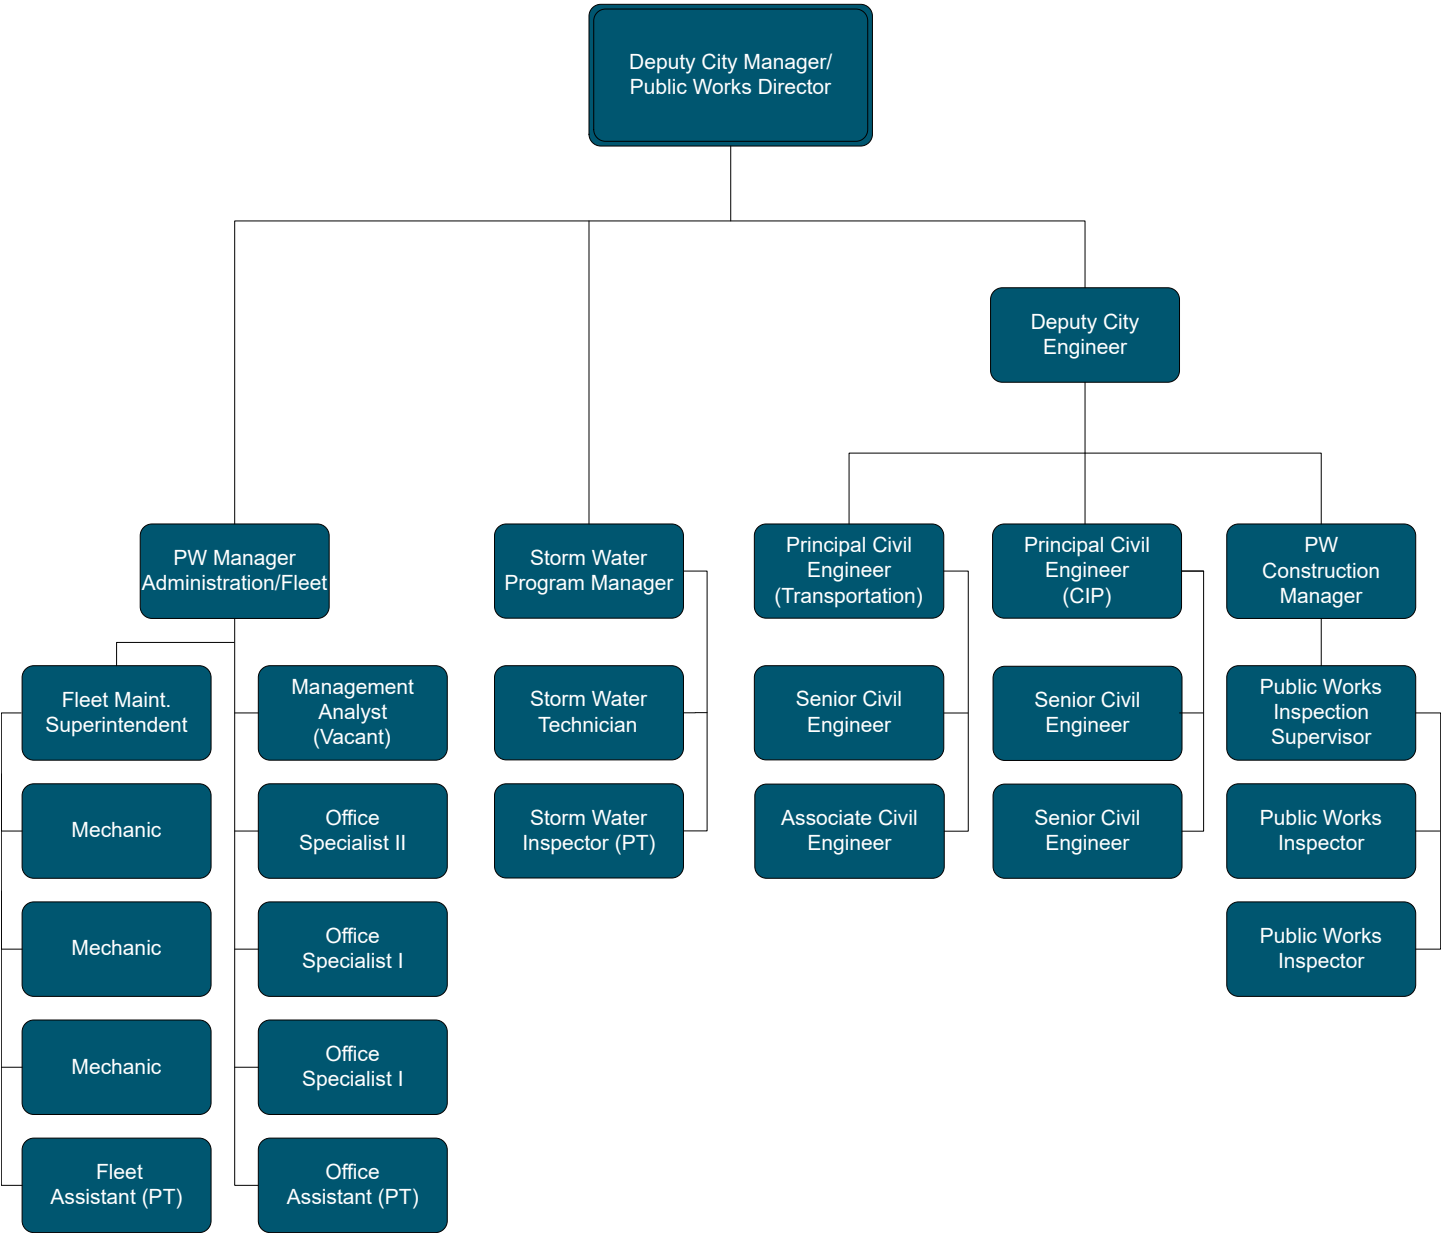 Deputy City Manager/
Public Works Director
Deputy City
Engineer
PW Manager
Administration/Fleet
Storm Water
Program Manager
Principal Civil
Engineer
(Transportation)
Principal Civil
Engineer
(CIP)
PW
Construction
Manager
Fleet Maint.
Superintendent
Management
Analyst
(Vacant)
Storm Water
Technician
Senior Civil
Engineer
Senior Civil
Engineer
Public Works
Inspection
Supervisor
Mechanic
Office
Specialist II
Storm Water
Inspector (PT)
Associate Civil
Engineer
Senior Civil
Engineer
Public Works
Inspector
Mechanic
Office
Specialist I
Public Works
Inspector
Mechanic
Office
Specialist I
Fleet
Assistant (PT)
Office
Assistant (PT)